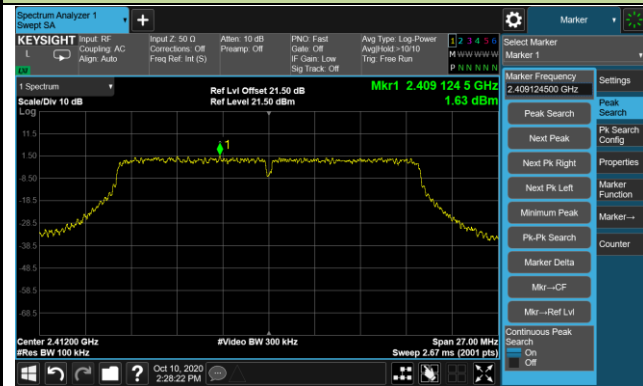 Spectrum Analyzer 1
Swept SA
Marker
KEYSIGHT
L
Input: RF
Coupling: AC
Align: Auto
Input Z: 50 Ω
Corrections: Off
Freq Ref: Int (S)
Atten: 10 dB
Preamp: Off
PNO: Fast
Gate: Off
IF Gain: Low
Sig Track: Off
Avg Type: Log-Power
Avg|Hold:>10/10
Trig: Free Run
1 2 3 4 5 6
M W W W W W
P N N N N N
Select Marker
Marker 1
1 Spectrum
Scale/Div 10 dB
Log
Ref Lvl Offset 21.50 dB
Ref Level 21.50 dBm
Mkr1 2.409 124 5 GHz
1.63 dBm
11.5
1.50
-8.50
-18.5
-28.5
-38.5
-48.5
-58.5
-68.5
1
Center 2.41200 GHz
#Res BW 100 kHz
#Video BW 300 kHz
Span 27.00 MHz
Sweep 2.67 ms (2001 pts)
Marker Frequency
2.409124500 GHz
Peak Search
Next Peak
Next Pk Right
Next Pk Left
Minimum Peak
Pk-Pk Search
Marker Delta
Mkr→CF
Mkr→Ref Lvl
Continuous Peak
Search
On
Off
Settings
Peak
Search
Pk Search
Config
Properties
Marker
Function
Marker→
Counter
Oct 10, 2020
2:28:22 PM